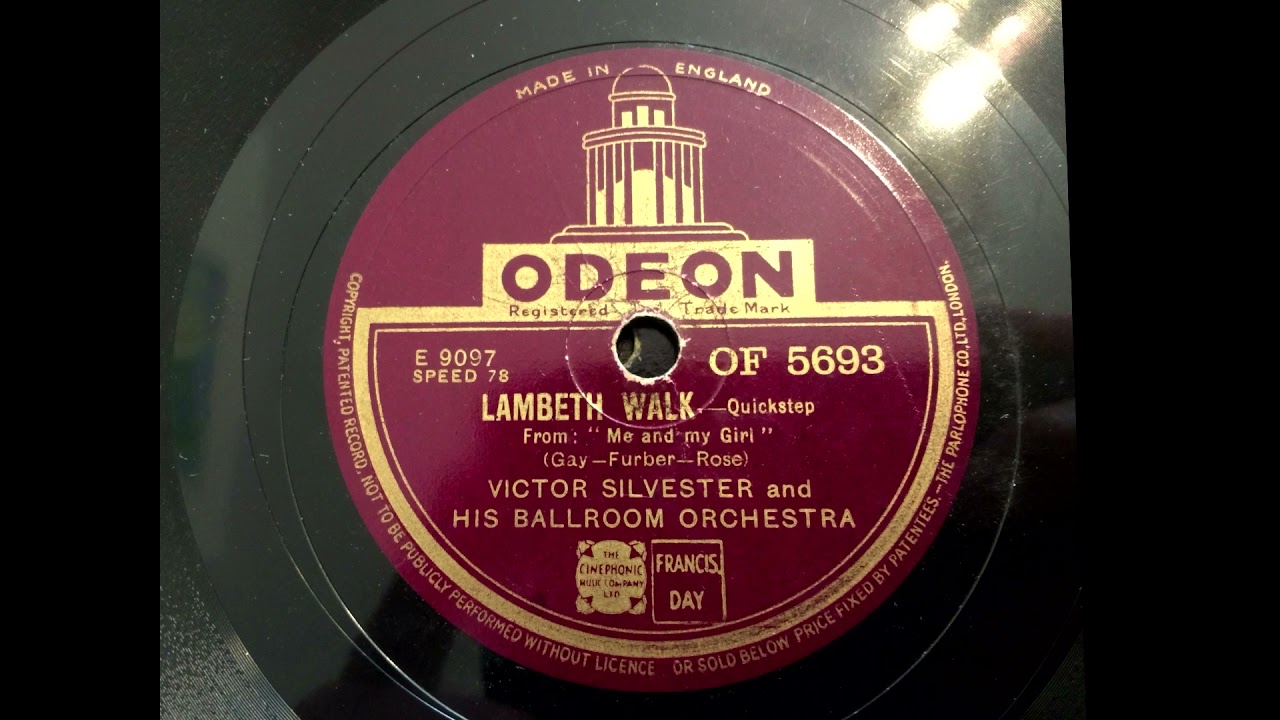 MADE IN ENGLAND
ODEON
Registered Trade Mark
E 9097
SPEED 78
OF 5693
LAMBETH WALK.—Quickstep
From: "Me and my Girl"
(Gay—Furber—Rose)
VICTOR SILVESTER and
HIS BALLROOM ORCHESTRA
THE
CINEPHONIC
MUSIC COMPANY
LTD
FRANCIS,
DAY
COPYRIGHT, PATENTED RECORD, NOT TO BE PUBLICLY PERFORMED WITHOUT LICENCE OR SOLD BELOW PRICE FIXED BY PATENTEES.—THE PARLOPHONE CO., LTD., LONDON.